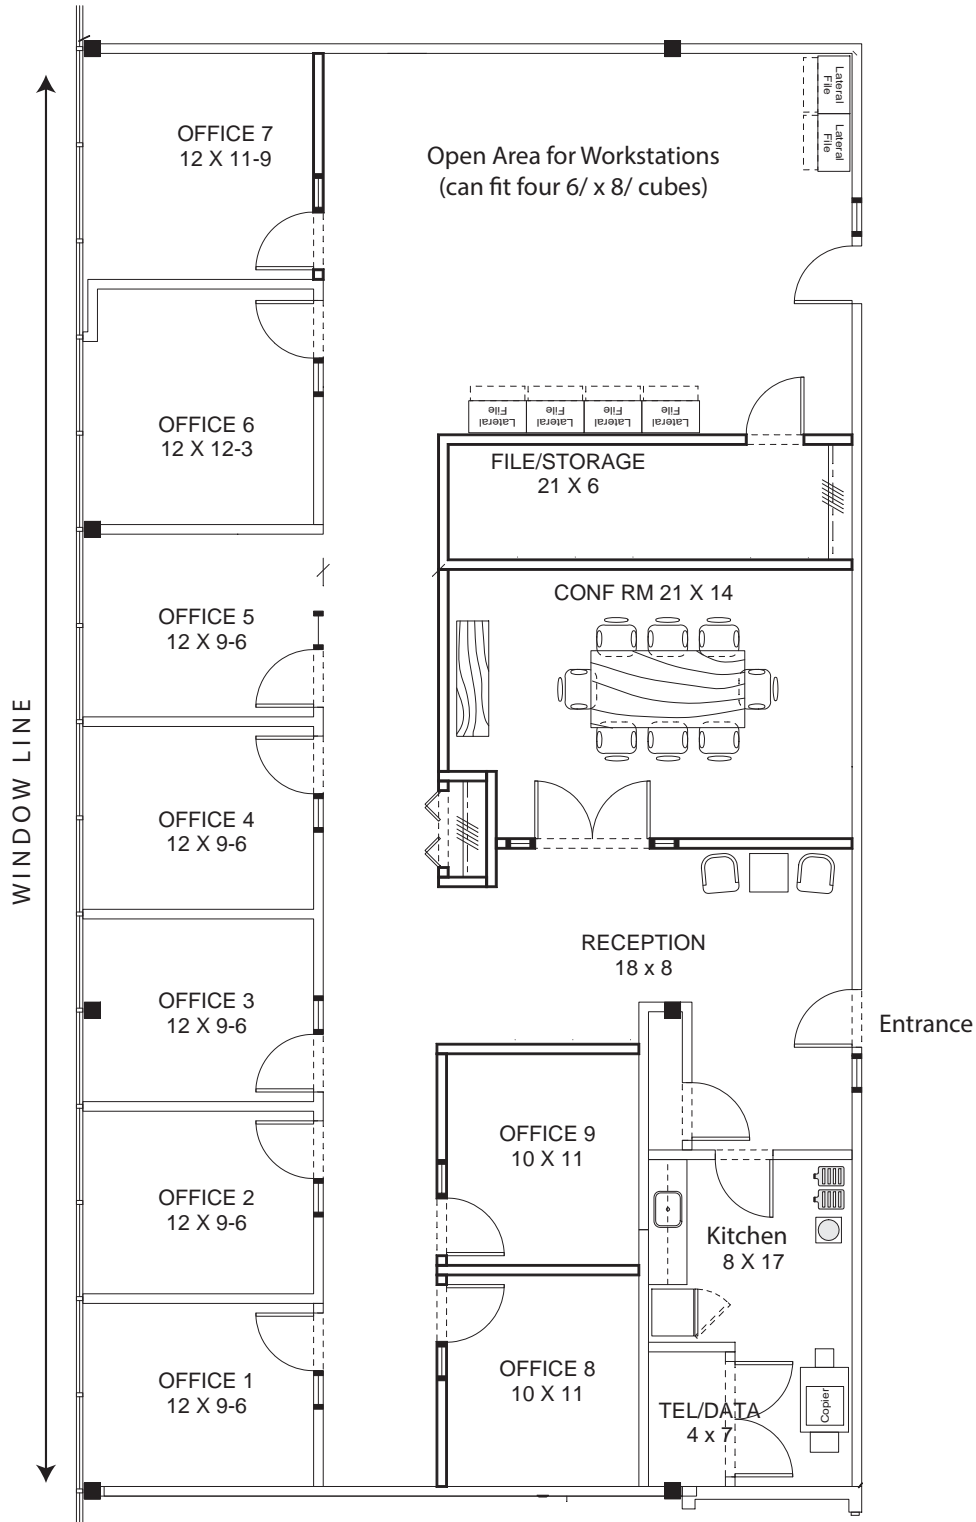 OFFICE 7
12 X 11-9
Open Area for Workstations
(can fit four 6/ x 8/ cubes)
Lateral
File
Lateral
File
OFFICE 6
12 X 12-3
Lateral
File
Lateral
File
Lateral
File
Lateral
File
FILE/STORAGE
21 X 6
OFFICE 5
12 X 9-6
CONF RM 21 X 14
WINDOW LINE
OFFICE 4
12 X 9-6
RECEPTION
18 x 8
OFFICE 3
12 X 9-6
Entrance
OFFICE 9
10 X 11
OFFICE 2
12 X 9-6
Kitchen
8 X 17
OFFICE 1
12 X 9-6
OFFICE 8
10 X 11
TEL/DATA
4 x 7
Copier